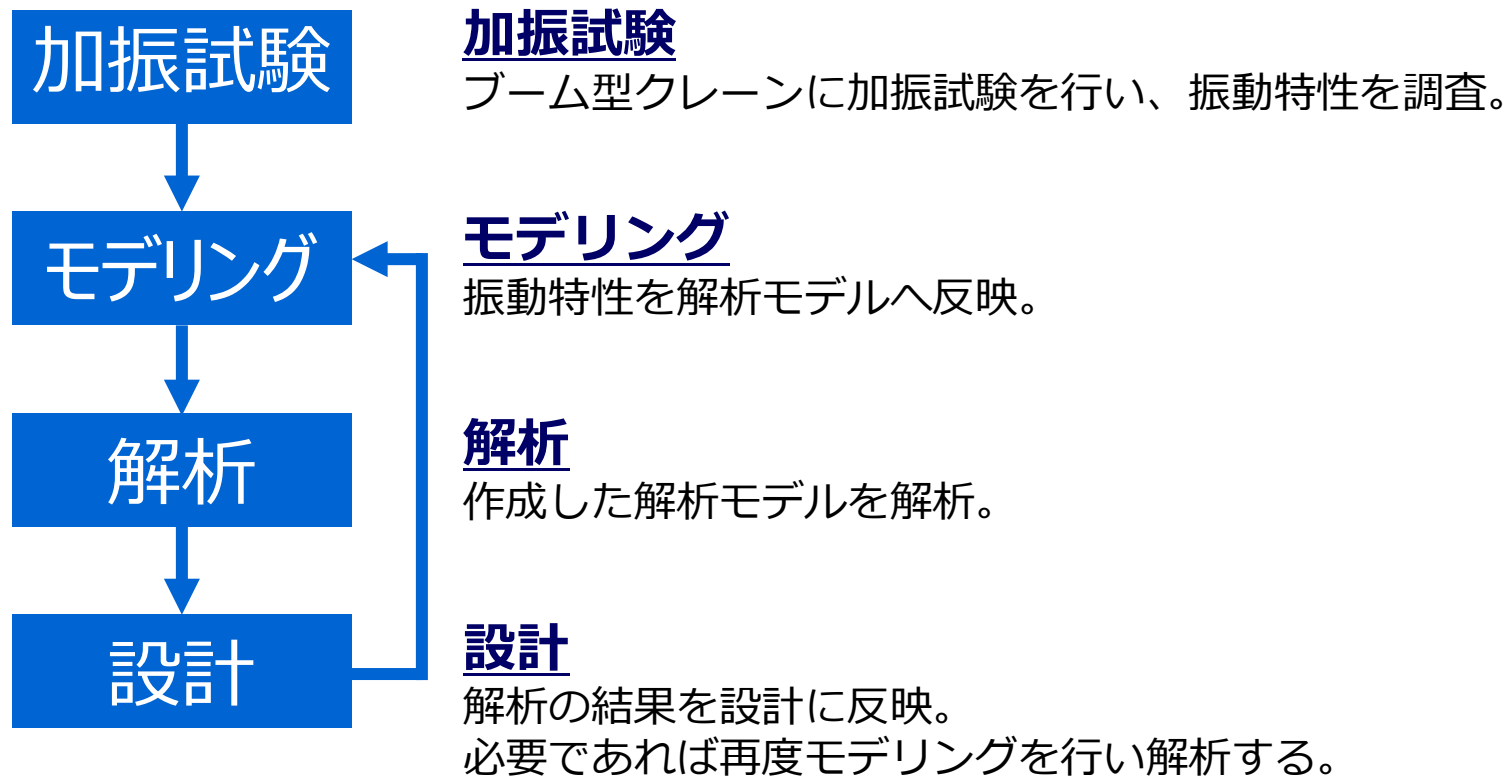 加振試験
加振試験
ブーム型クレーンに加振試験を行い、振動特性を調査。
モデリング
モデリング
振動特性を解析モデルへ反映。
解析
解析
作成した解析モデルを解析。
設計
設計
解析の結果を設計に反映。
必要であれば再度モデリングを行い解析する。